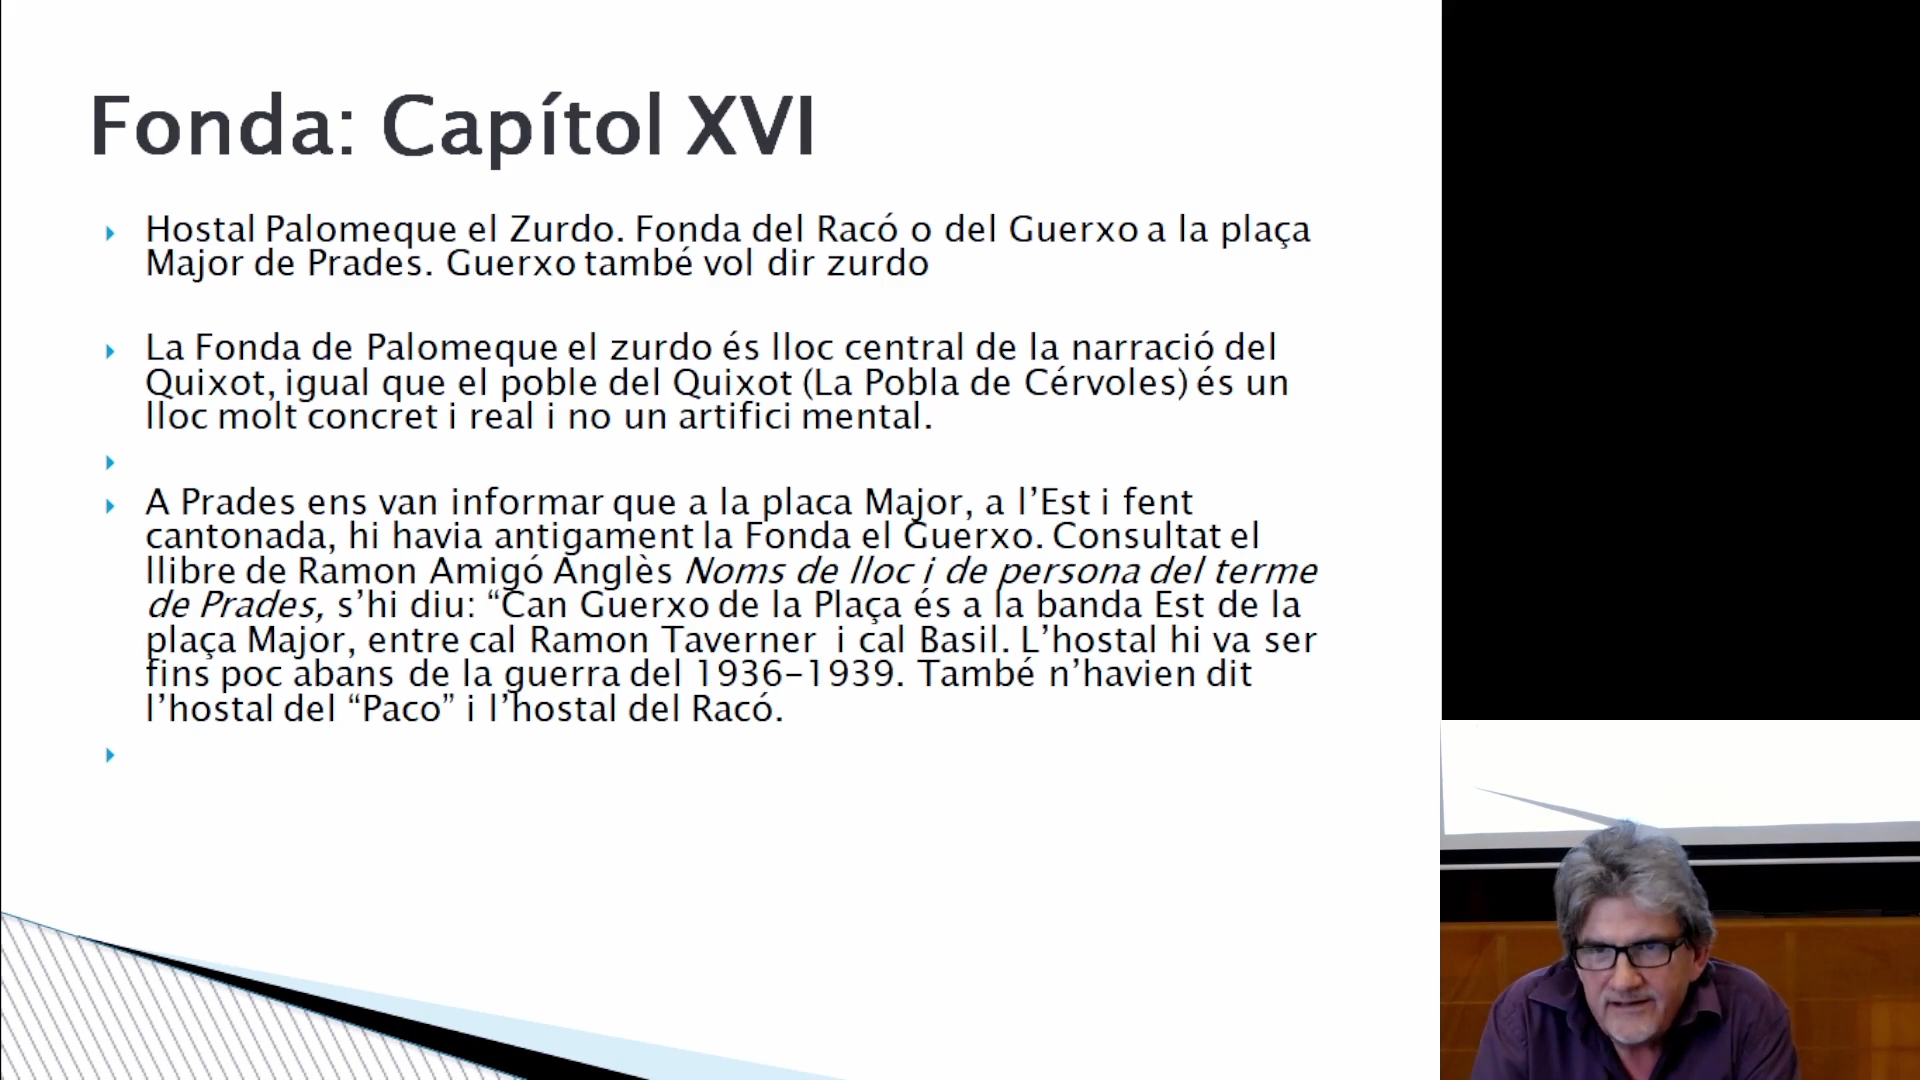 Fonda: Capítol XVI
Hostal Palomeque el Zurdo. Fonda del Racó o del Guerxo a la plaça
Major de Prades. Guerxo també vol dir zurdo
La Fonda de Palomeque el zurdo és lloc central de la narració del
Quixot, igual que el poble del Quixot (La Pobla de Cérvoles) és un
lloc molt concret i real i no un artifici mental.
A Prades ens van informar que a la placa Major, a l’Est i fent
cantonada, hi havia antigament la Fonda el Guerxo. Consultat el
llibre de Ramon Amigó Anglès Noms de lloc i de persona del terme
de Prades, s’hi diu: “Can Guerxo de la Plaça és a la banda Est de la
plaça Major, entre cal Ramon Taverner i cal Basil. L’hostal hi va ser
fins poc abans de la guerra del 1936-1939. També n’havien dit
l’hostal del “Paco” i l’hostal del Racó.